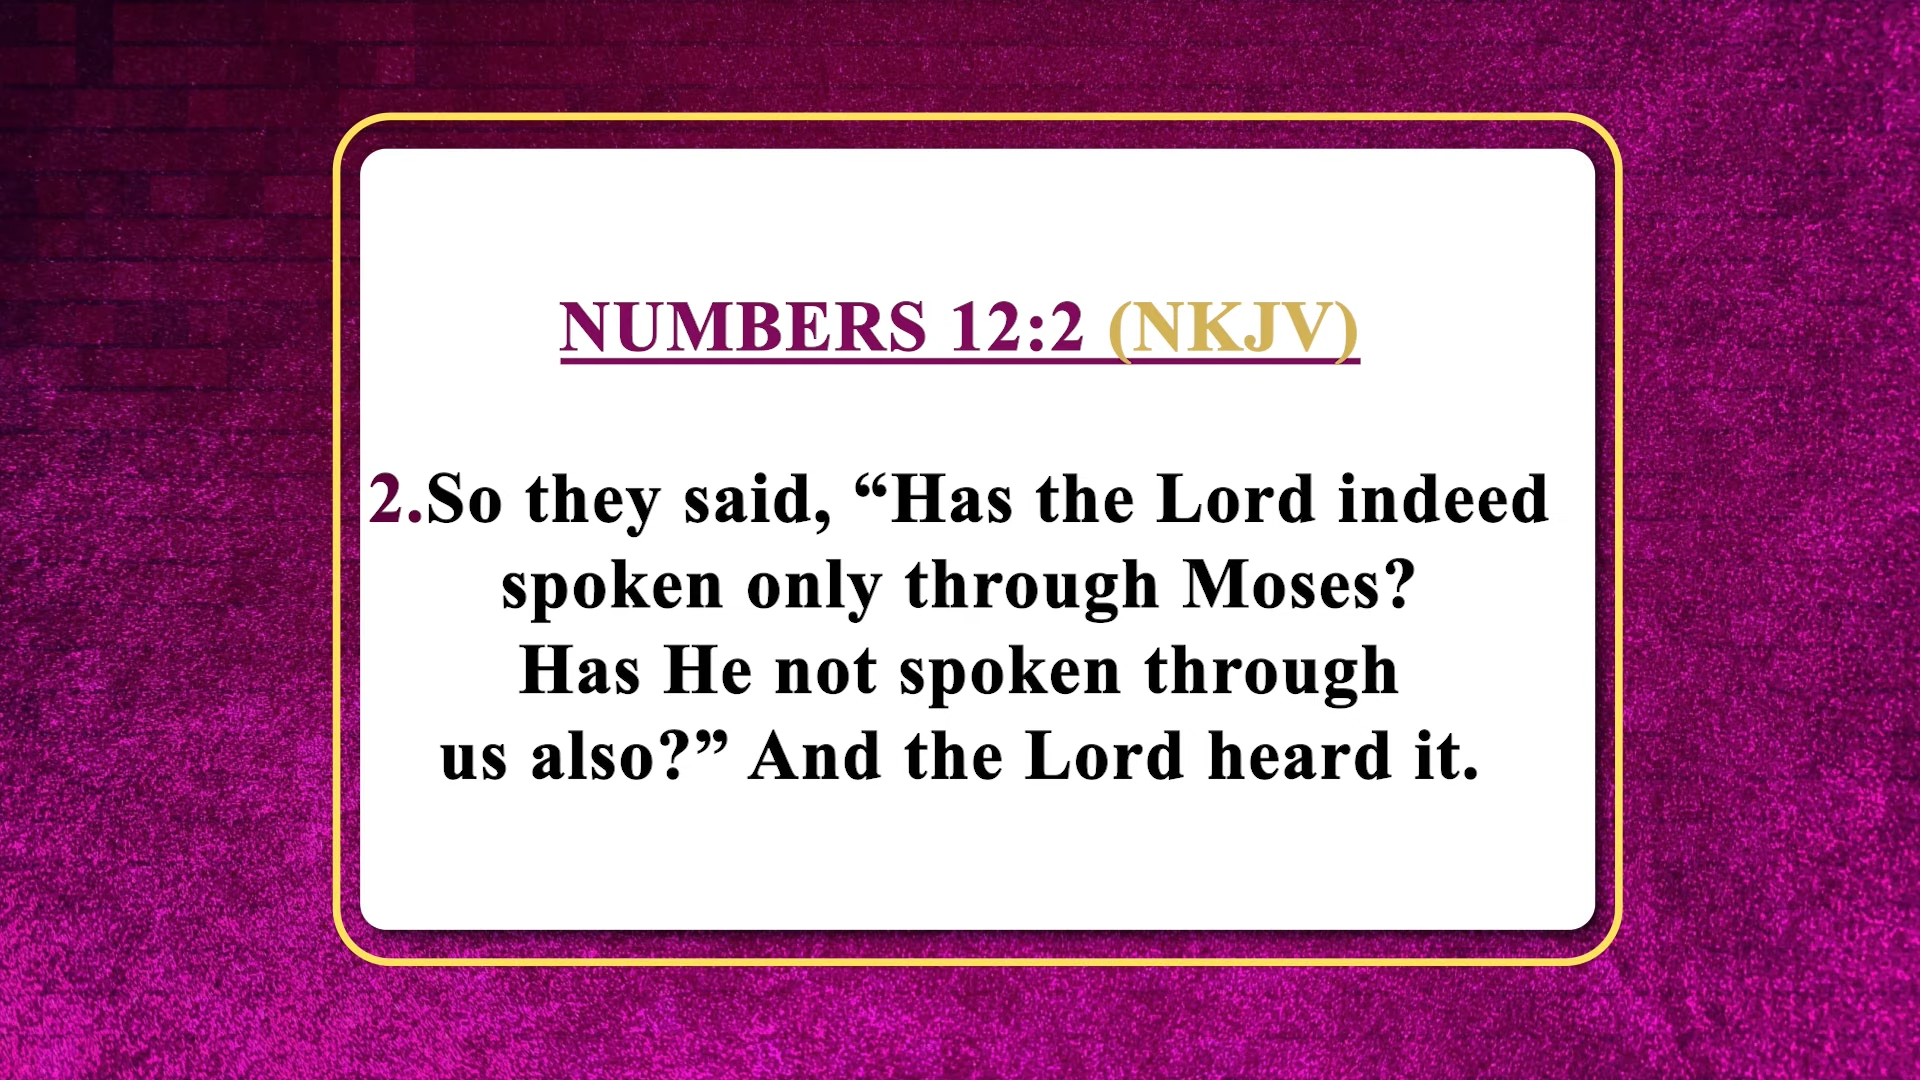 NUMBERS 12:2 (NKJV)
2.So they said, “Has the Lord indeed
spoken only through Moses?
Has He not spoken through
us also?” And the Lord heard it.